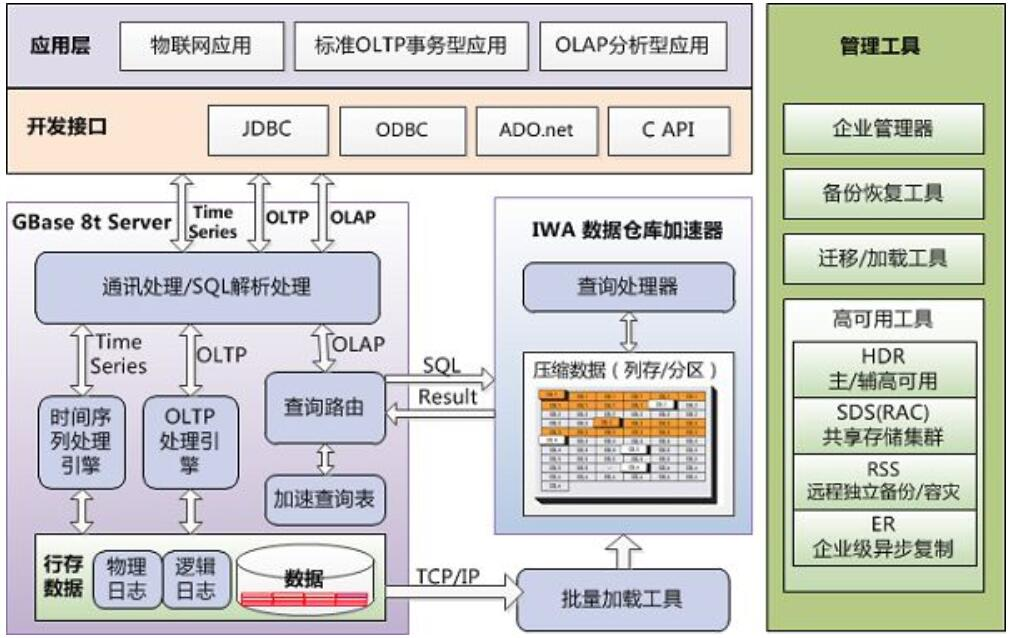 应用层
物联网应用
标准OLTP事务型应用
OLAP分析型应用
开发接口
JDBC
ODBC
ADO.net
C API
GBase 8t Server
Time
Series
OLTP
OLAP
通讯处理/SQL解析处理
Time
Series
OLTP
OLAP
时间序
列处理
引擎
OLTP
处理引
擎
查询路由
加速查询表
SQL
Result
行存
数据
物理
日志
逻辑
日志
数据
TCP/IP
IWA 数据仓库加速器
查询处理器
压缩数据（列存/分区）
批量加载工具
管理工具
企业管理器
备份恢复工具
迁移/加载工具
高可用工具
HDR
主/辅高可用
SDS(RAC)
共享存储集群
RSS
远程独立备份/容灾
ER
企业级异步复制